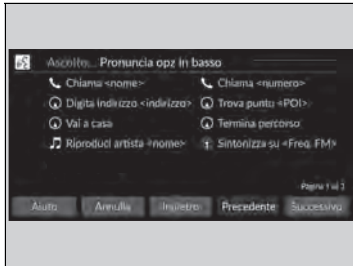 Ascolto... Pronuncia opz in basso
Chiama <nome> Chiama <numero>
Digita indirizzo <indirizzo> Trova punto <POI>
Vai a casa Termina percorso
Riproduci artista <nome> Sintonizza su <Freq. FM>
Pagina 1 di 3
Aiuto Annulla Indietro Precedente Successivo